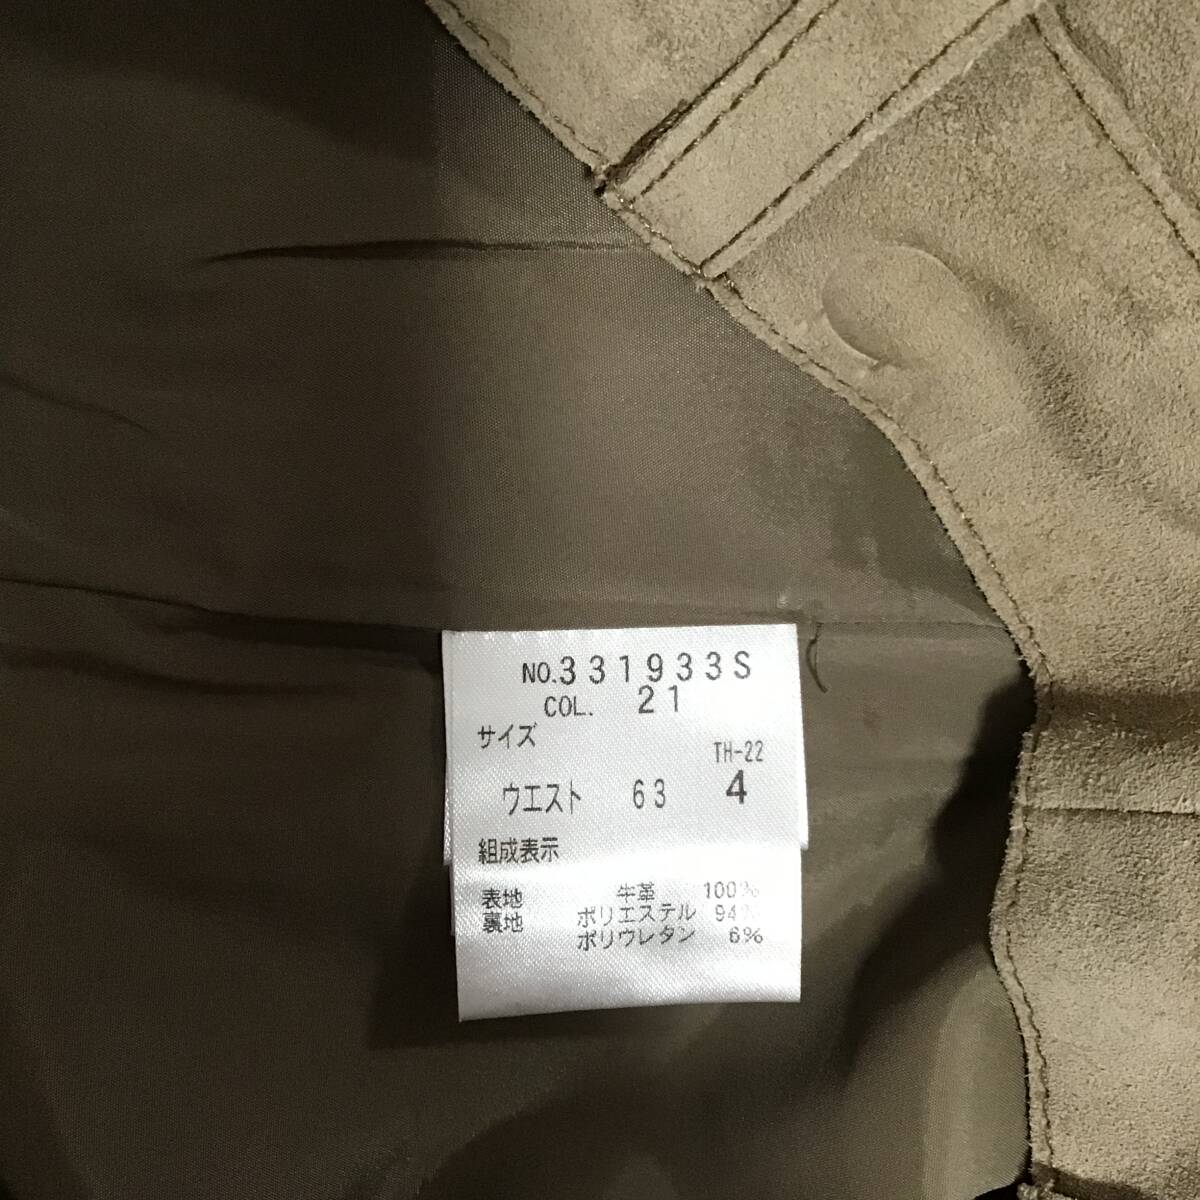 NO.331933S
COL. 21
サイズ
TH-22
ウエスト 63 4
組成表示
表地 牛革 100%
裏地 ポリエステル 94%
ポリウレタン 6%